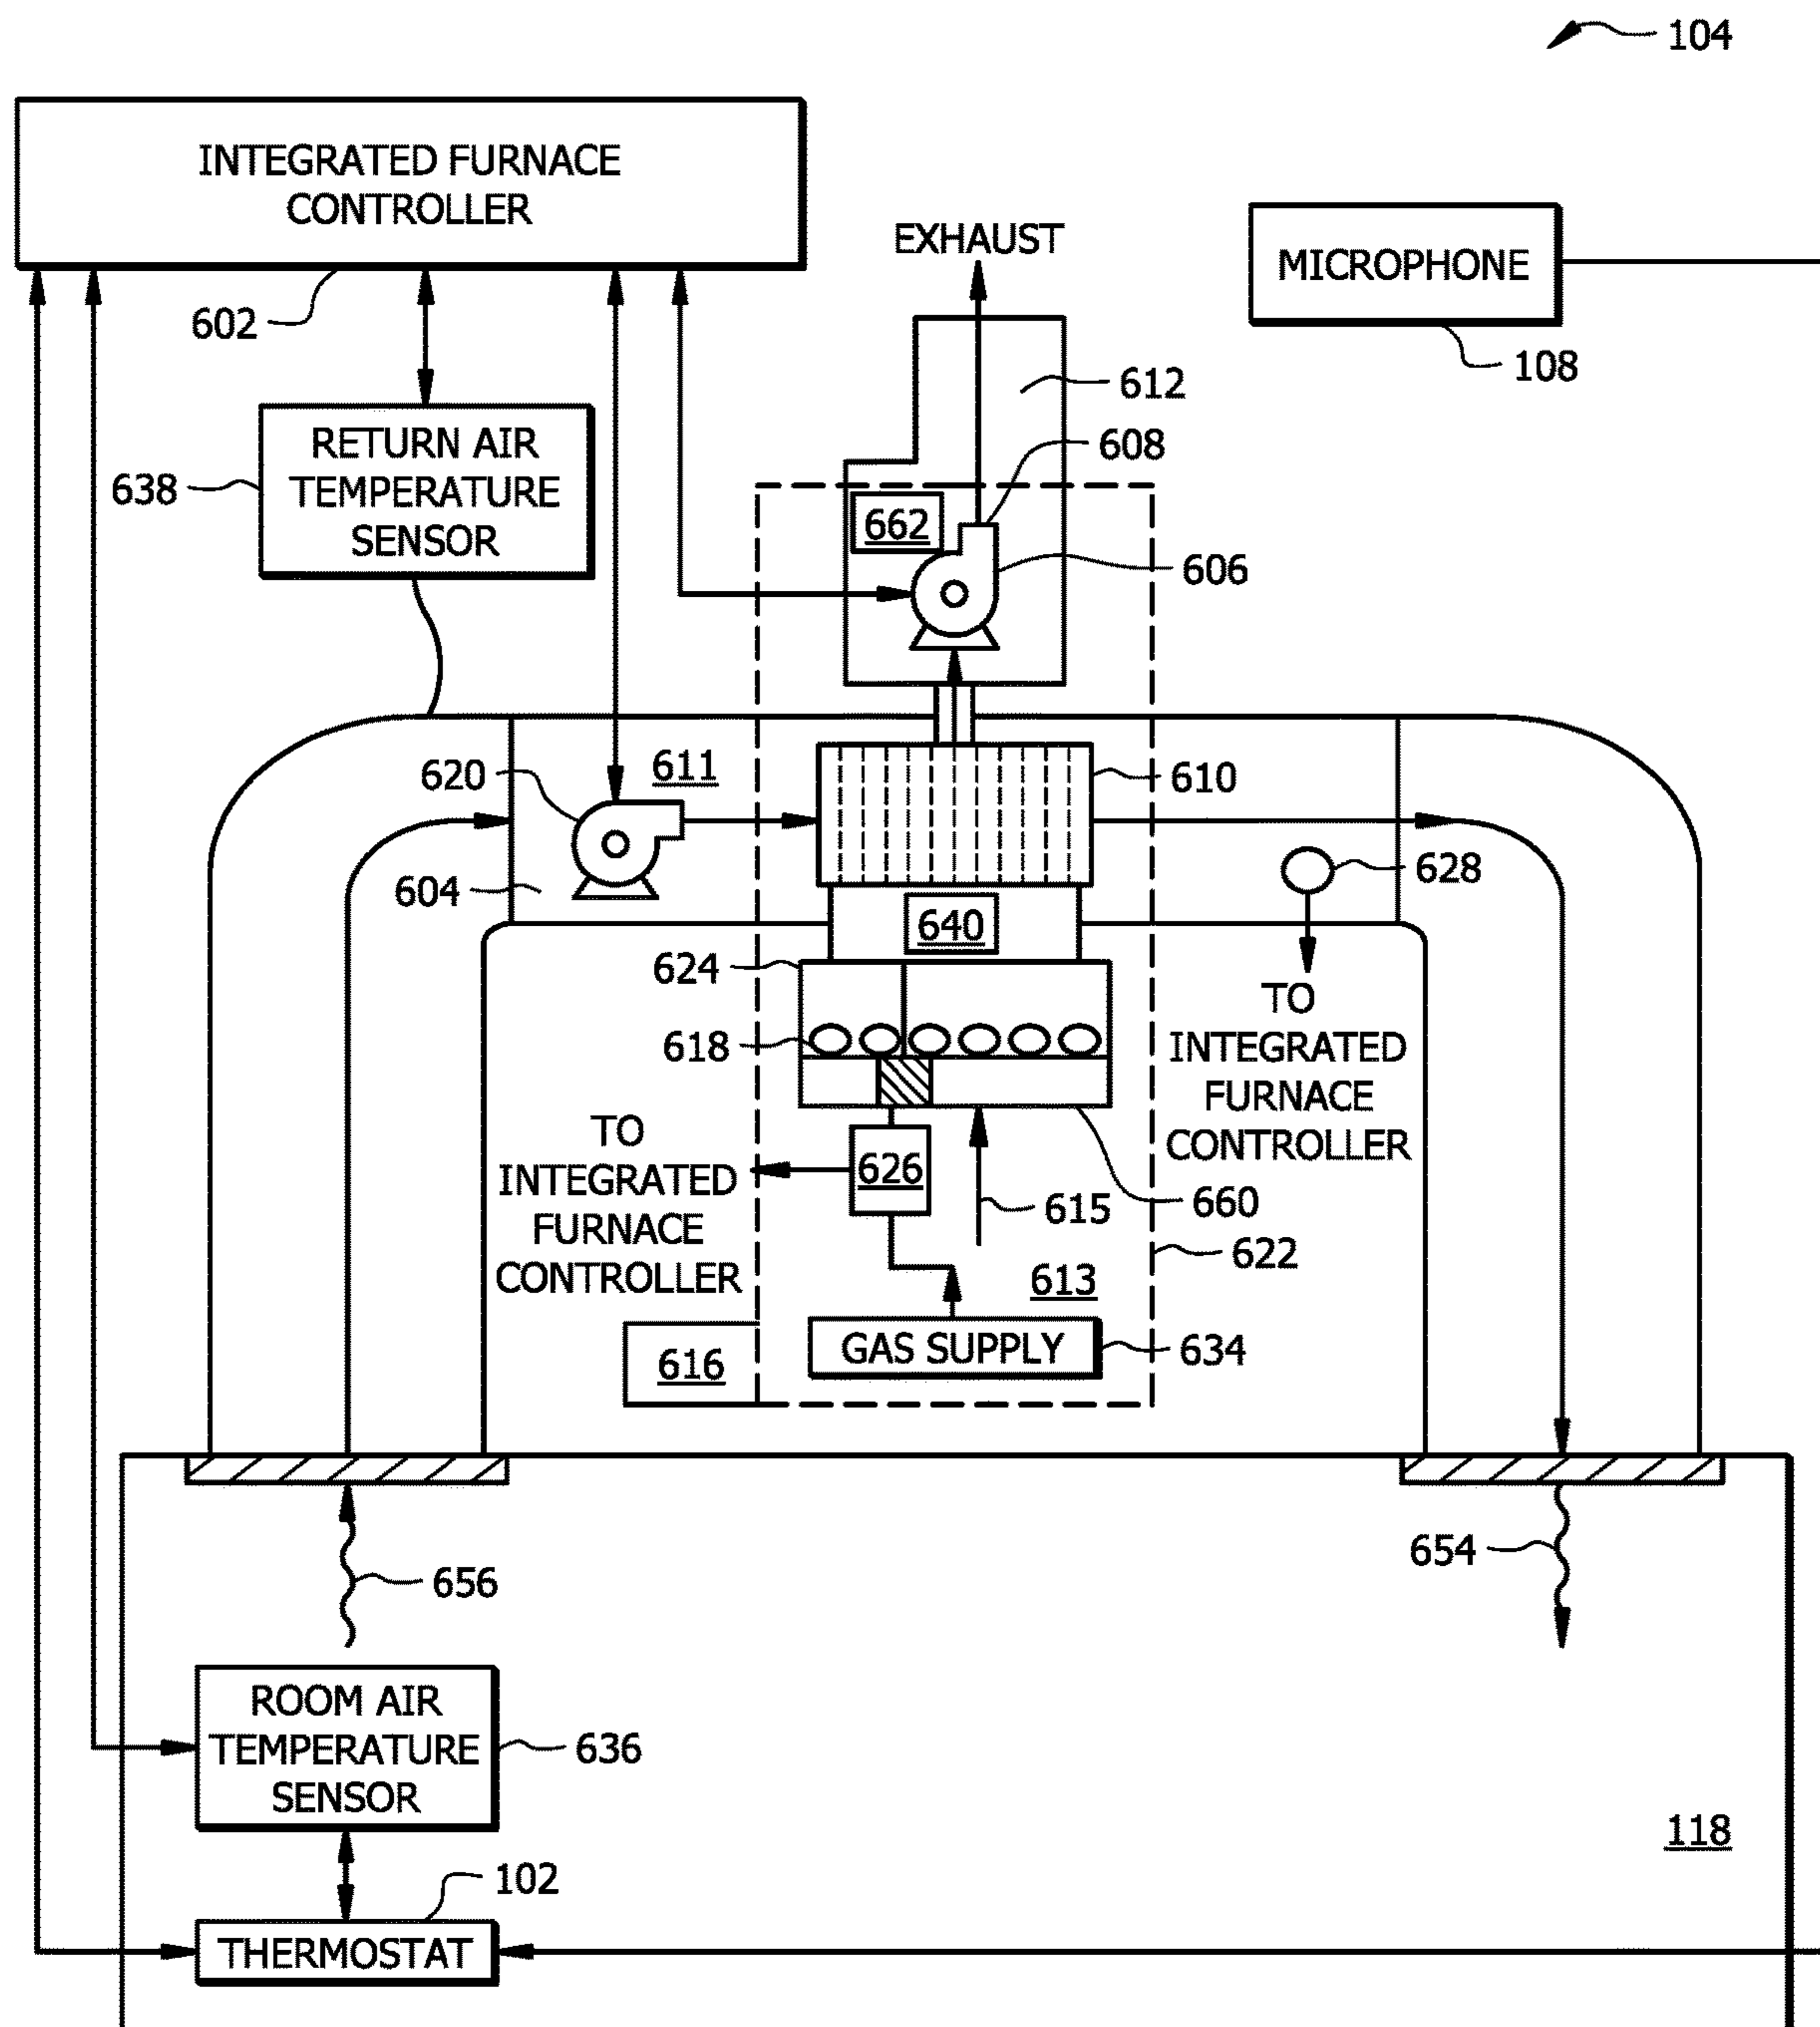 104
INTEGRATED FURNACE
CONTROLLER
602
EXHAUST
MICROPHONE
108
612
608
RETURN AIR
TEMPERATURE
SENSOR
638
662
606
620
611
610
604
628
640
624
618
TO
INTEGRATED
FURNACE
CONTROLLER
TO
INTEGRATED
FURNACE
CONTROLLER
626
615
660
622
613
616
GAS SUPPLY
634
656
654
ROOM AIR
TEMPERATURE
SENSOR
636
118
102
THERMOSTAT